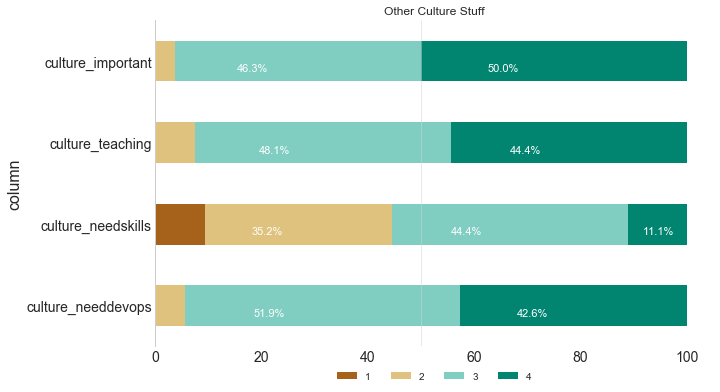 Other Culture Stuff
column
culture_important
46.3%
50.0%
culture_teaching
48.1%
44.4%
culture_needskills
35.2%
44.4%
11.1%
culture_needdevops
51.9%
42.6%
0 20 40 60 80 100
1 2 3 4